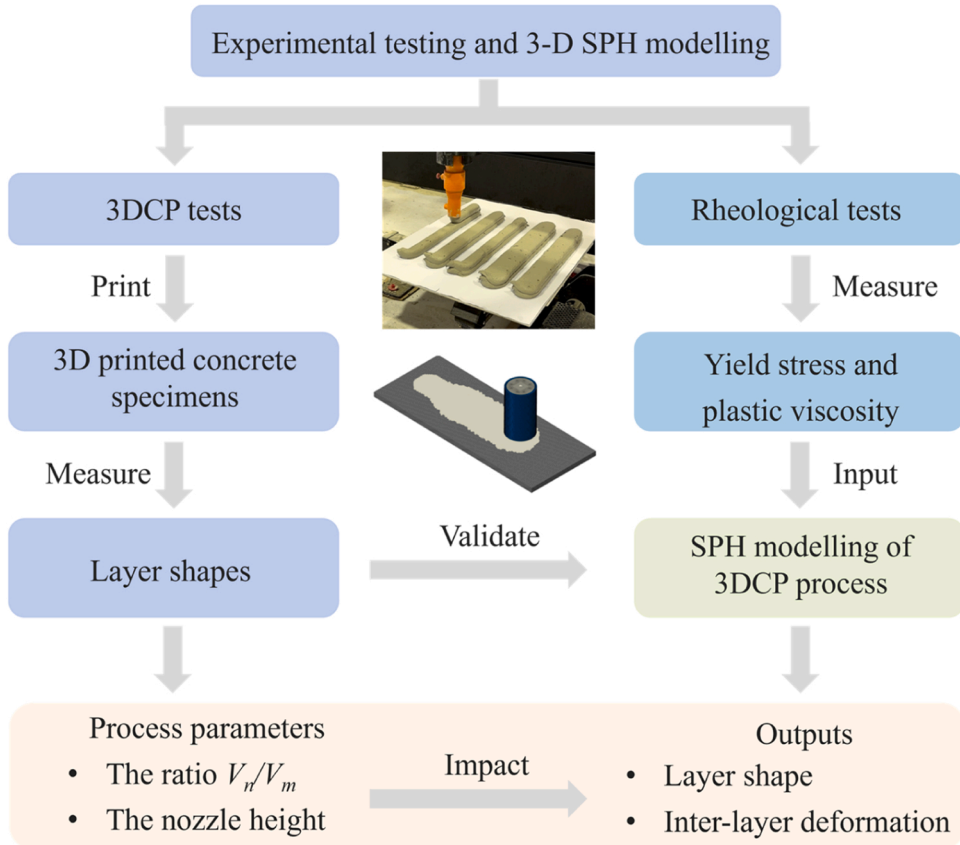 Experimental testing and 3-D SPH modelling
3DCP tests
Rheological tests
Print
Measure
3D printed concrete
specimens
Yield stress and
plastic viscosity
Measure
Input
Layer shapes
Validate
SPH modelling of
3DCP process
Process parameters
• The ratio Vn/Vm
• The nozzle height
Impact
Outputs
• Layer shape
• Inter-layer deformation